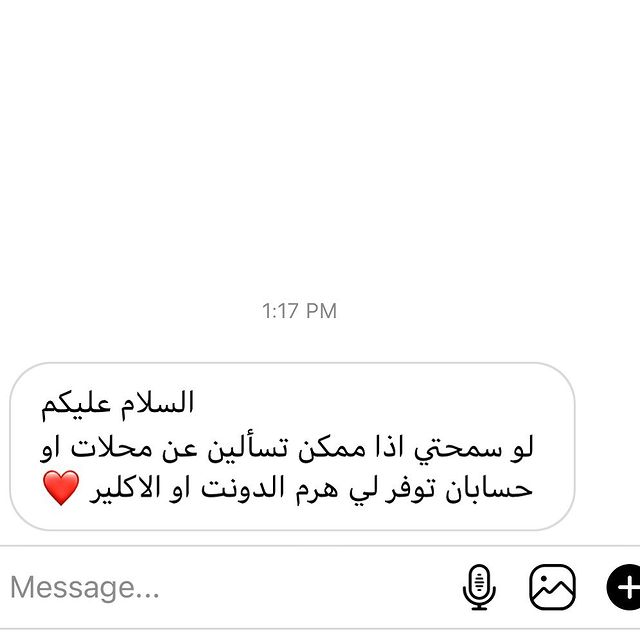 1:17 PM
السلام عليكم
لو سمحتي اذا ممكن تسألين عن محلات او
حسابان توفر لي هرم الدونت او الاكلير ❤️
Message...